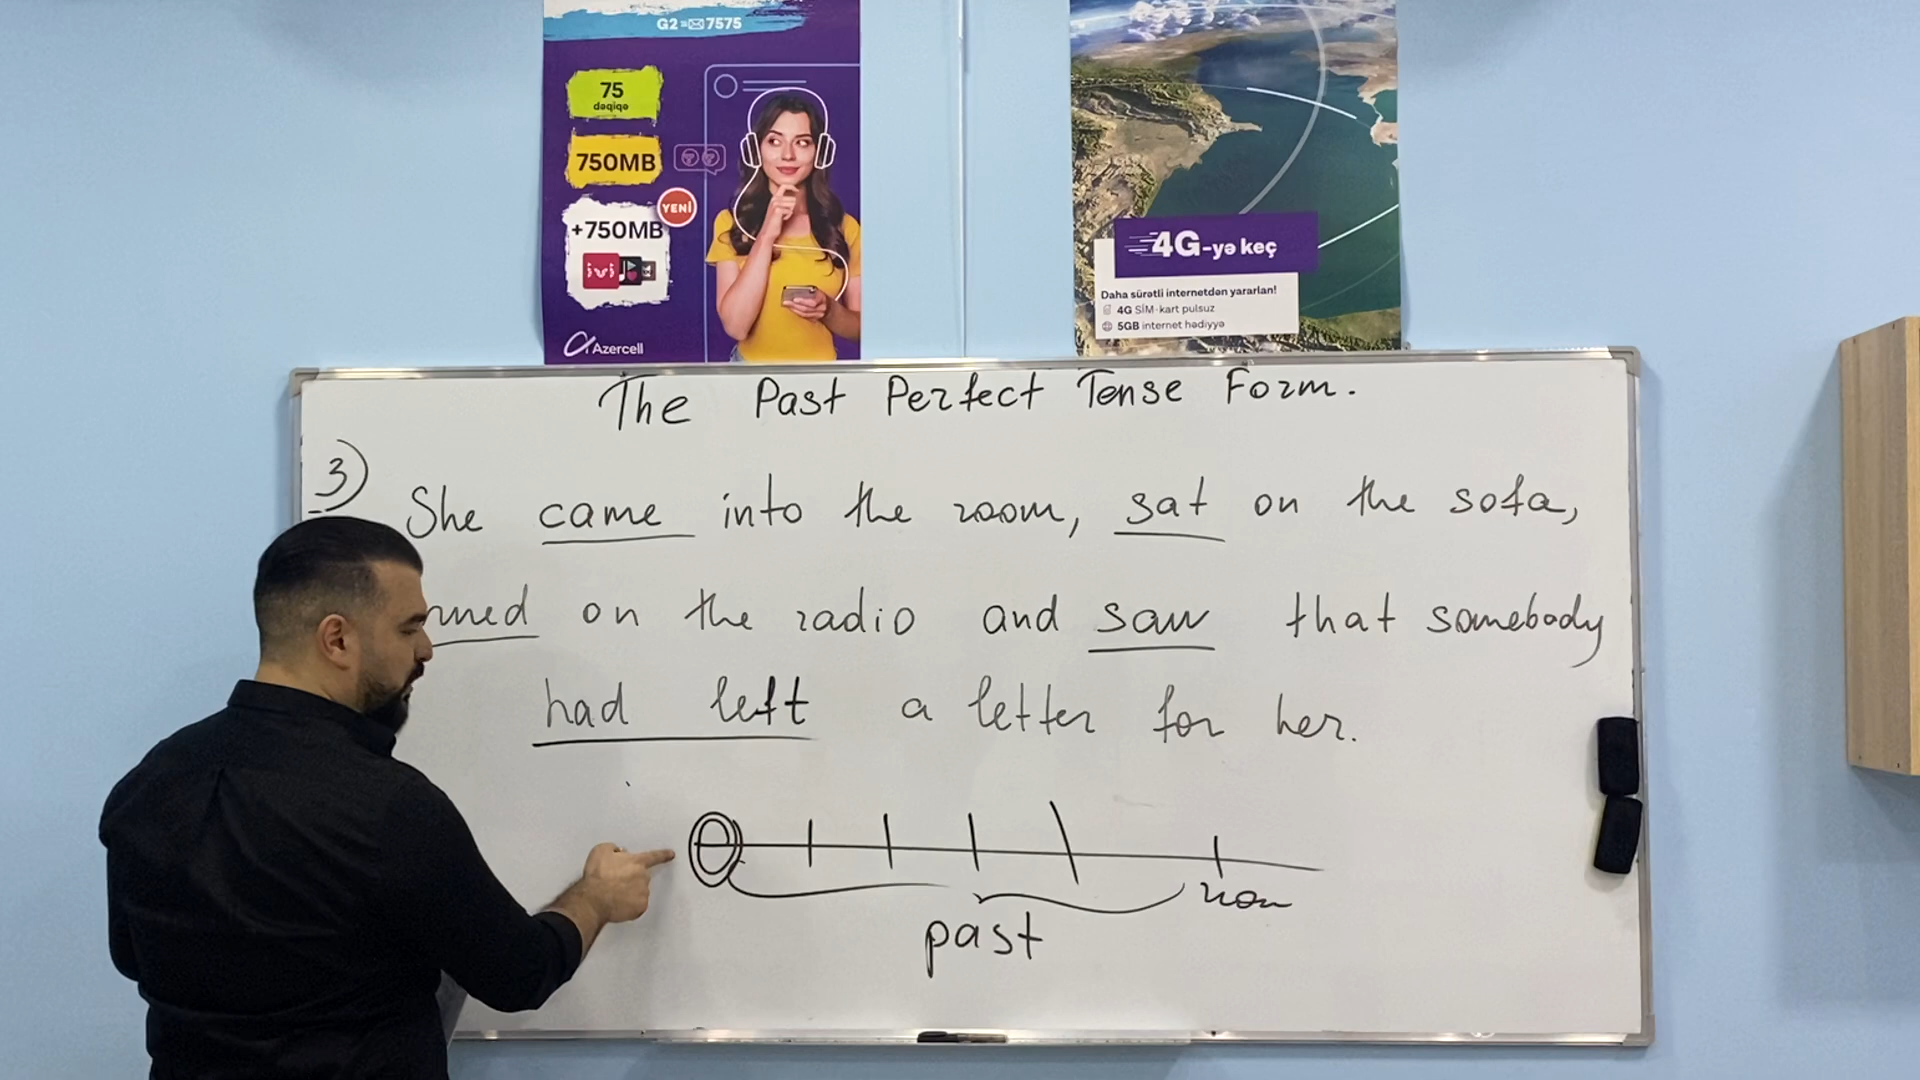 G2 ⇒ ✉ 7575
75
dəqiqə
750MB
YENİ
+750MB
ivi
Azercell
4G-yə keç
Daha sürətli internetdən yararlan!
4G SİM-kart pulsuz
5GB internet hədiyyə
The Past Perfect Tense Form.
3)
She came into the room, sat on the sofa,
on the radio and saw that somebody
had left a letter for her.
now
past